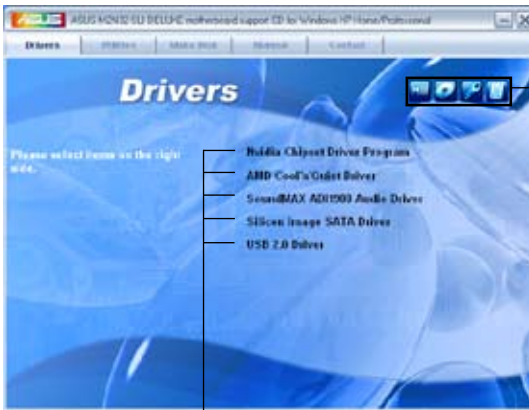 ASUS
ASUS M2N32-SLI DELUXE motherboard support CD for Windows XP Home/Professional
Drivers
Utilities
Make Disk
Manual
Contact
Drivers
Please select items on the right side.
Nvidia Chipset Driver Program
AMD Cool'n'Quiet Driver
SoundMAX ADI1988 Audio Driver
Silicon Image SATA Driver
USB 2.0 Driver